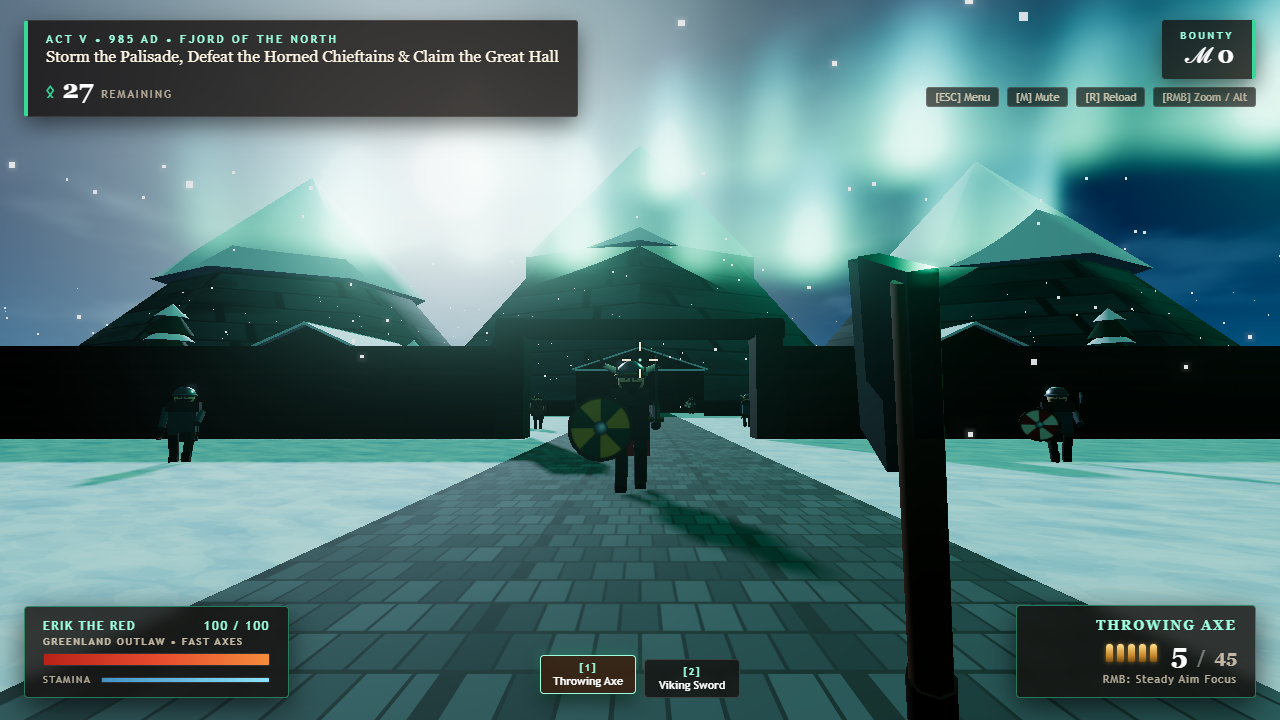 ACT V • 985 AD • FJORD OF THE NORTH
Storm the Palisade, Defeat the Horned Chieftains & Claim the Great Hall
27 REMAINING
BOUNTY
ℳ 0
[ESC] Menu
[M] Mute
[R] Reload
[RMB] Zoom / Alt
ERIK THE RED 100 / 100
GREENLAND OUTLAW • FAST AXES
STAMINA
[1]
Throwing Axe
[2]
Viking Sword
THROWING AXE
5 / 45
RMB: Steady Aim Focus